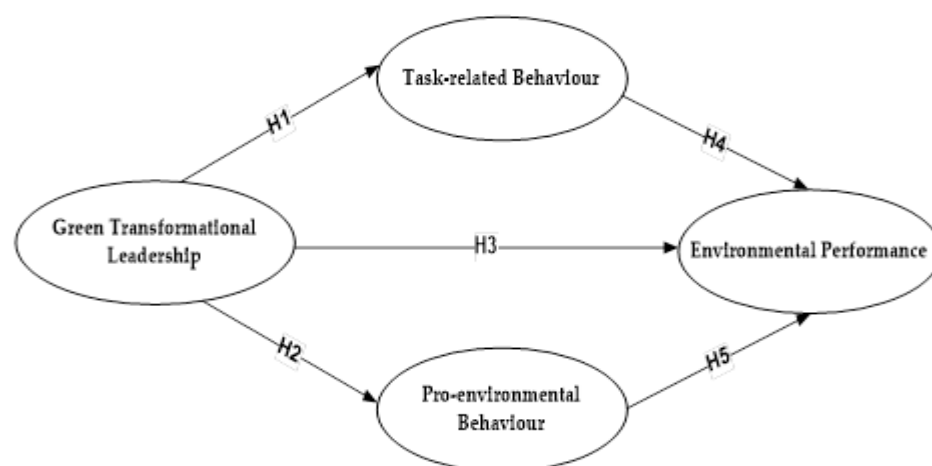 Task-related Behaviour
H1
H4
Green Transformational
Leadership
H3
Environmental Performance
H2
H5
Pro-environmental
Behaviour